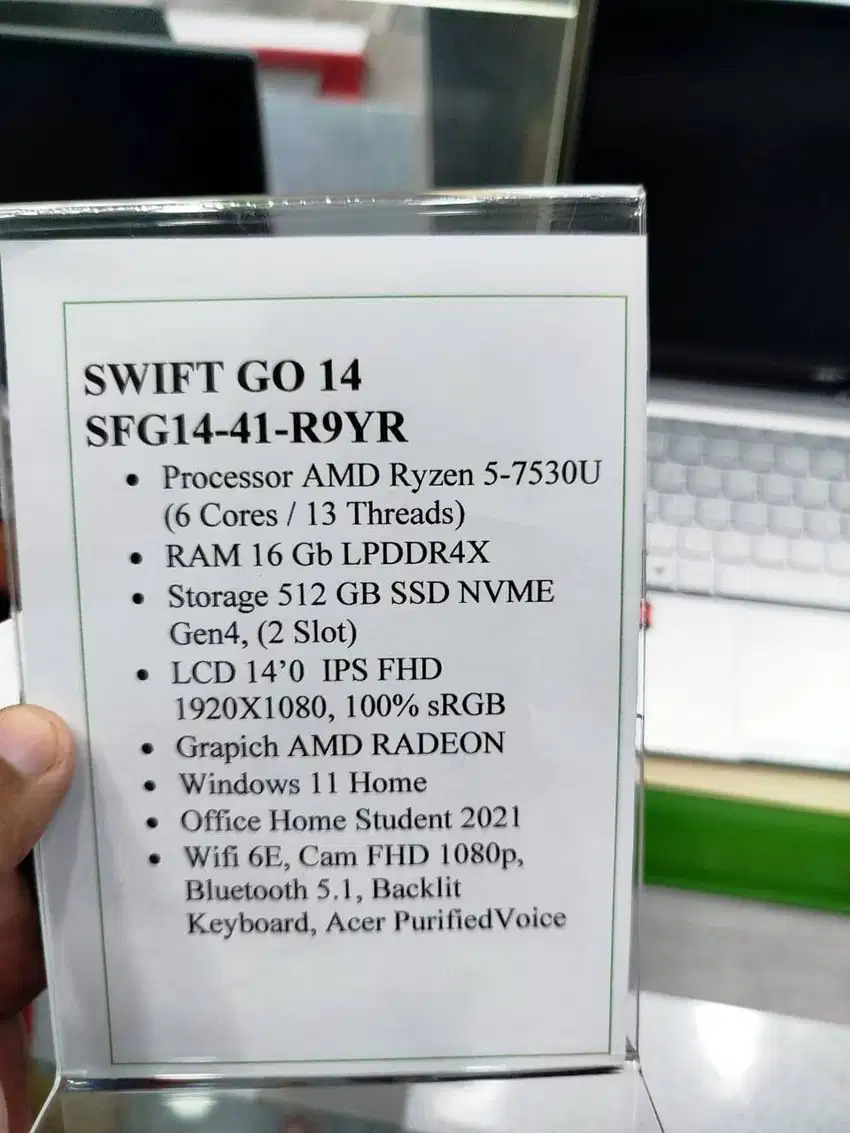 SWIFT GO 14
SFG14-41-R9YR
• Processor AMD Ryzen 5-7530U
(6 Cores / 13 Threads)
• RAM 16 Gb LPDDR4X
• Storage 512 GB SSD NVME
Gen4, (2 Slot)
• LCD 14’0 IPS FHD
1920X1080, 100% sRGB
• Grapich AMD RADEON
• Windows 11 Home
• Office Home Student 2021
• Wifi 6E, Cam FHD 1080p,
Bluetooth 5.1, Backlit
Keyboard, Acer PurifiedVoice